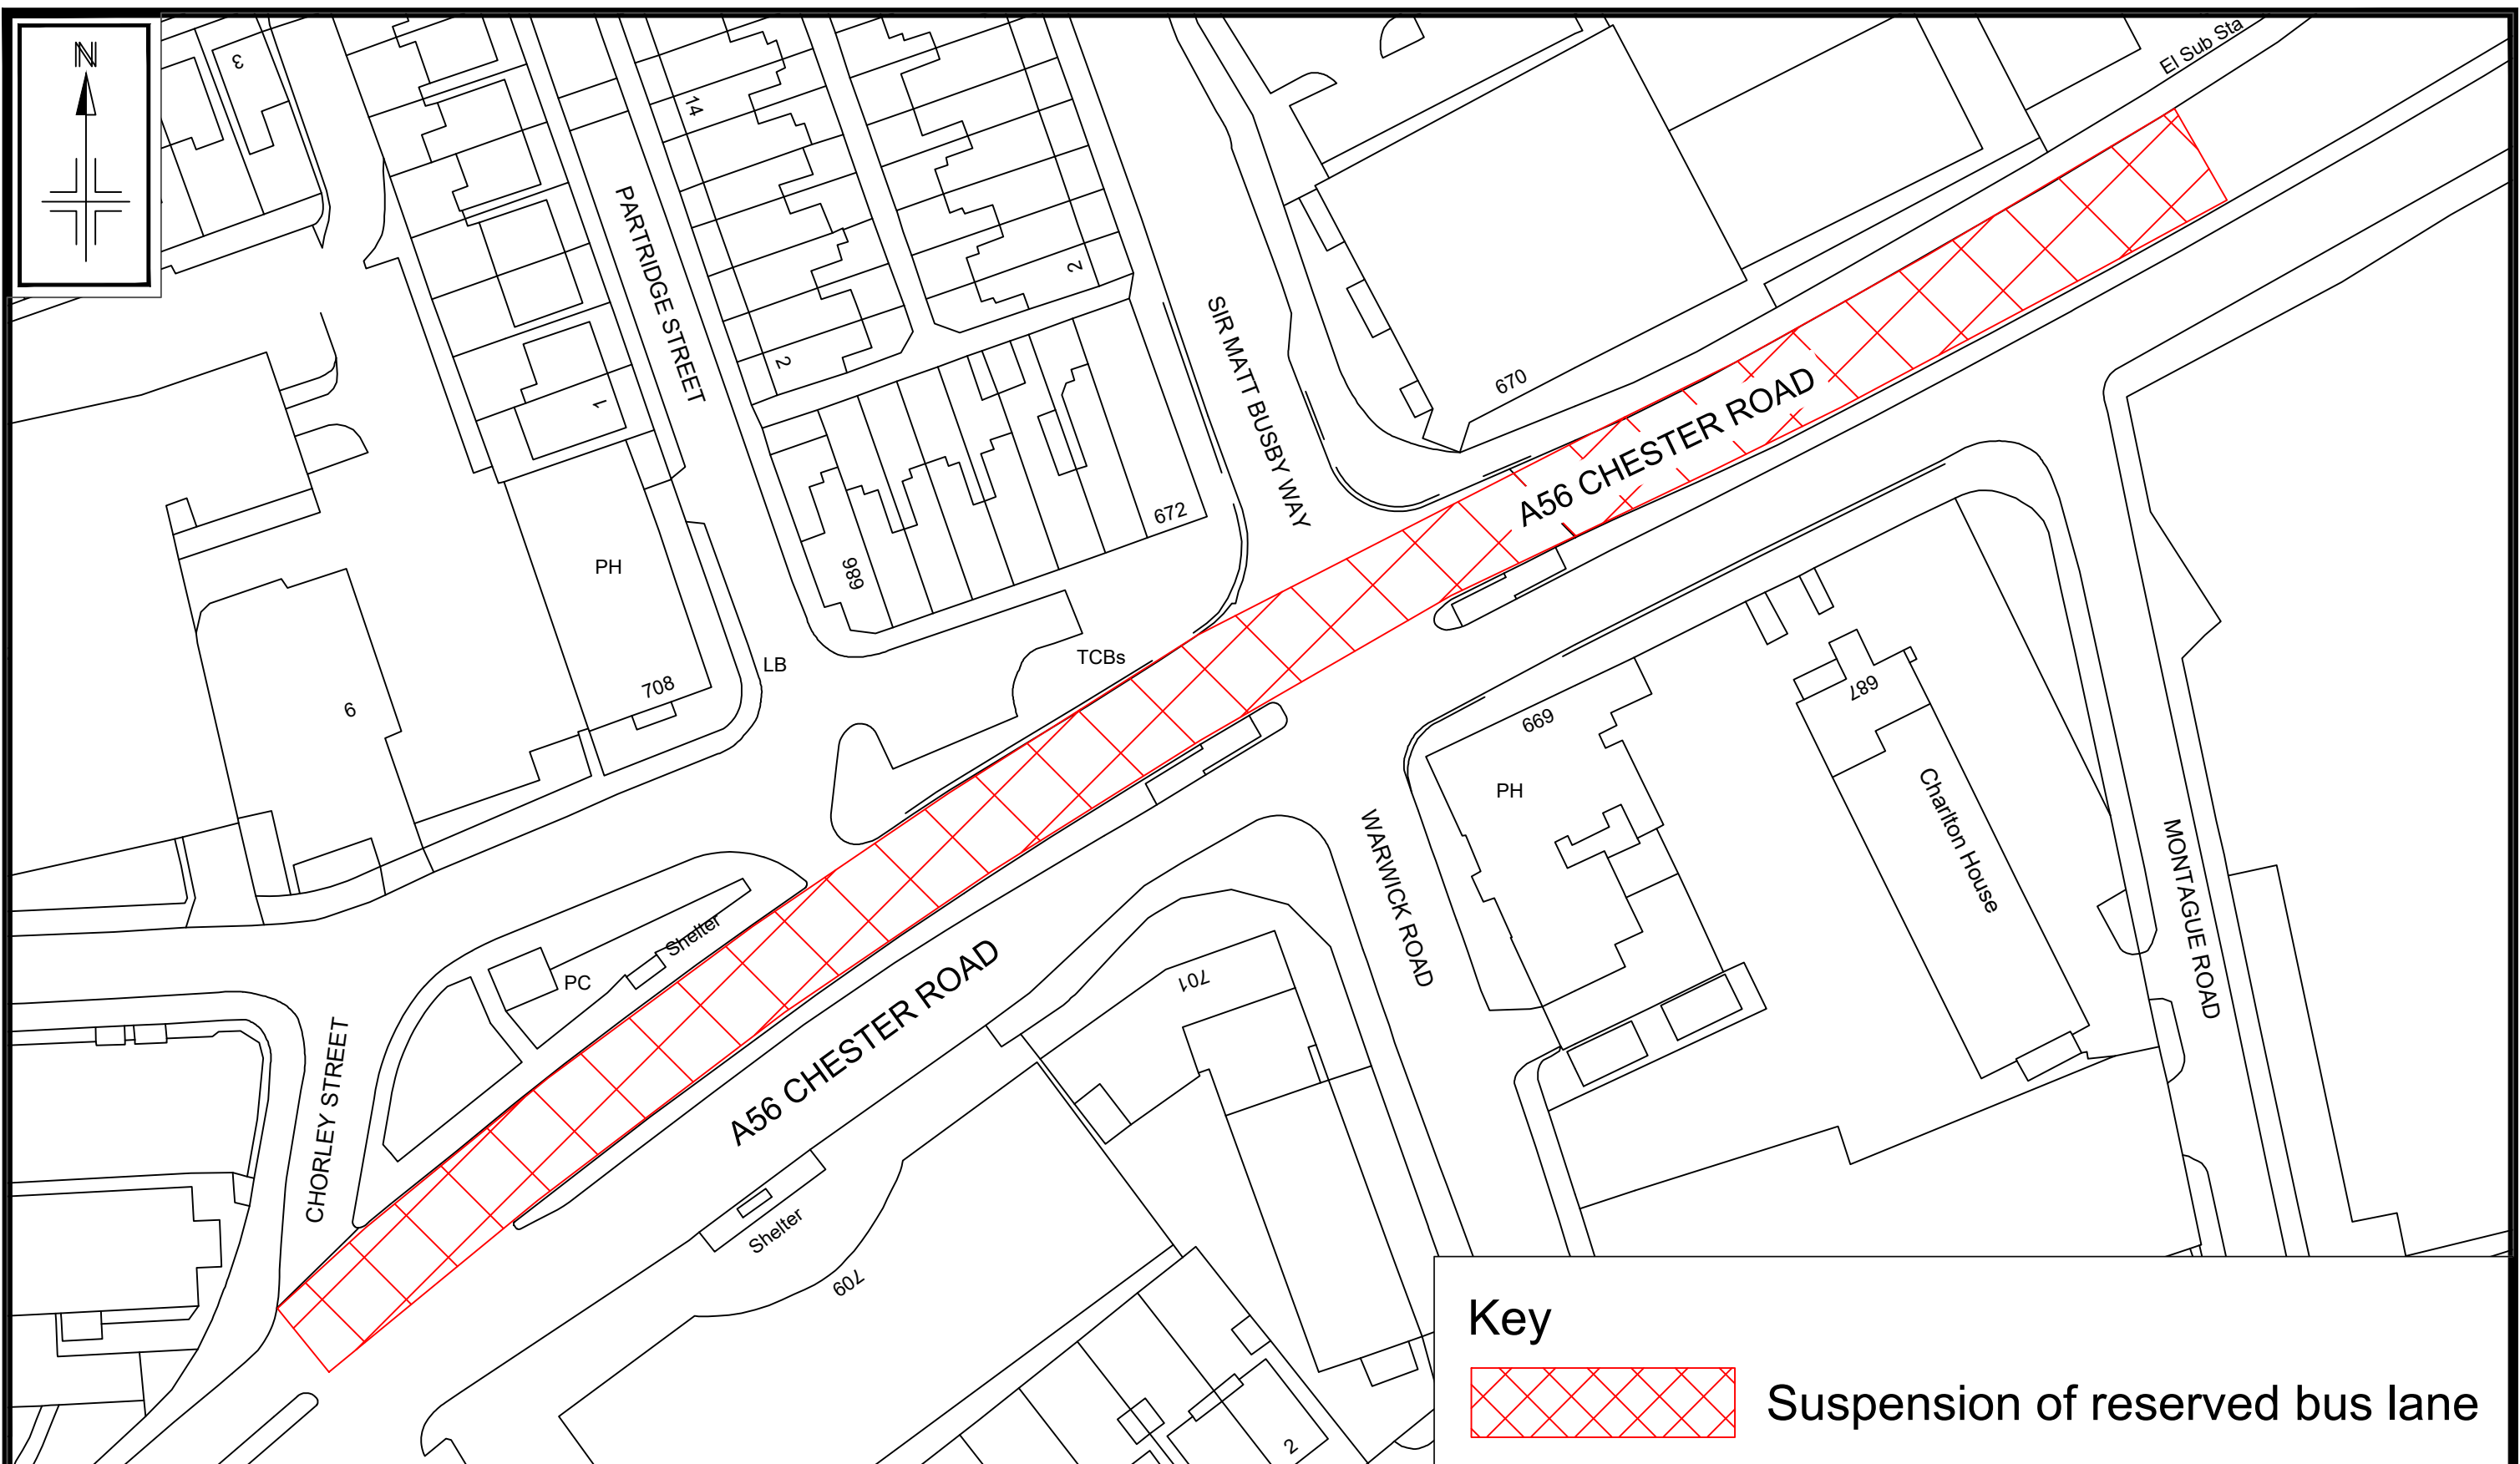 N
3
14
El Sub Sta
PARTRIDGE STREET
2
2
1
SIR MATT BUSBY WAY
670
A56 CHESTER ROAD
672
686
PH
LB
TCBs
708
6
669
687
PH
Charlton House
WARWICK ROAD
MONTAGUE ROAD
Shelter
PC
A56 CHESTER ROAD
701
CHORLEY STREET
Shelter
709
2
Key
Suspension of reserved bus lane